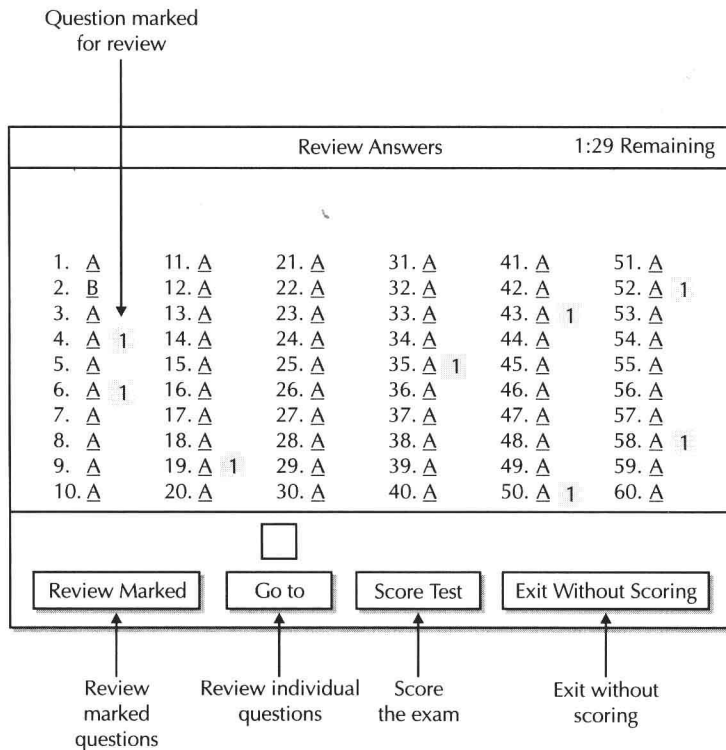 Question marked
for review
Review Answers 1:29 Remaining
1. A 11. A 21. A 31. A 41. A 51. A
2. B 12. A 22. A 32. A 42. A 52. A 1
3. A 13. A 23. A 33. A 43. A 1 53. A
4. A 1 14. A 24. A 34. A 44. A 54. A
5. A 15. A 25. A 35. A 1 45. A 55. A
6. A 1 16. A 26. A 36. A 46. A 56. A
7. A 17. A 27. A 37. A 47. A 57. A
8. A 18. A 28. A 38. A 48. A 58. A 1
9. A 19. A 1 29. A 39. A 49. A 59. A
10. A 20. A 30. A 40. A 50. A 1 60. A
Review Marked Go to Score Test Exit Without Scoring
Review Review individual Score Exit without
marked questions the exam scoring
questions